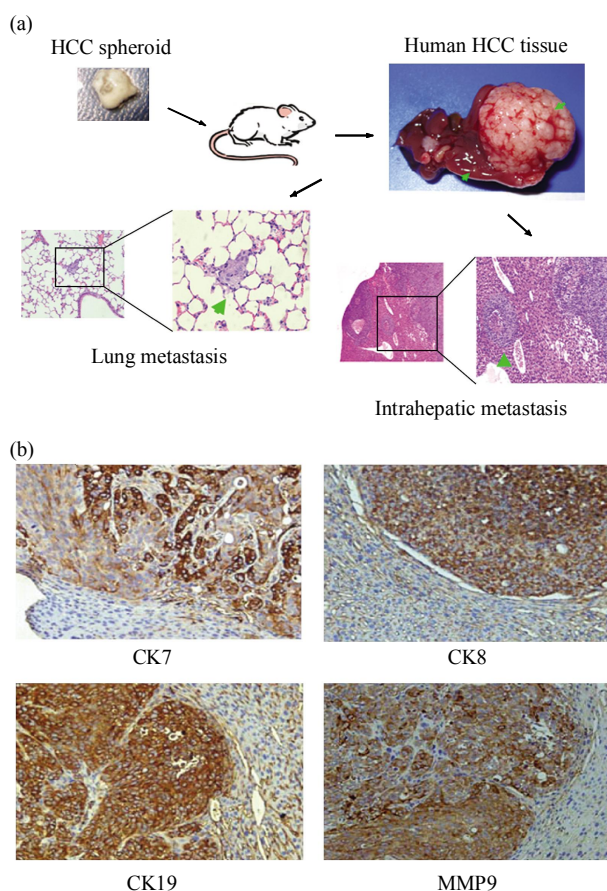 (a)
HCC spheroid
Human HCC tissue
Lung metastasis
Intrahepatic metastasis
(b)
CK7
CK8
CK19
MMP9